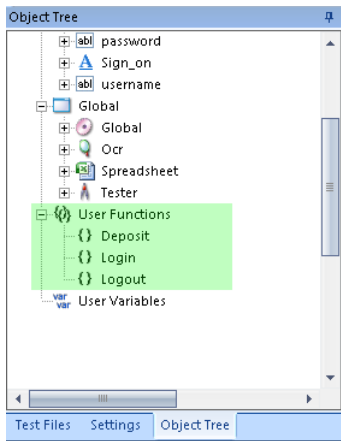 Object Tree
abl password
A Sign_on
abl username
Global
Global
Ocr
Spreadsheet
Tester
{()} User Functions
{} Deposit
{} Login
{} Logout
var var User Variables
Test Files Settings Object Tree